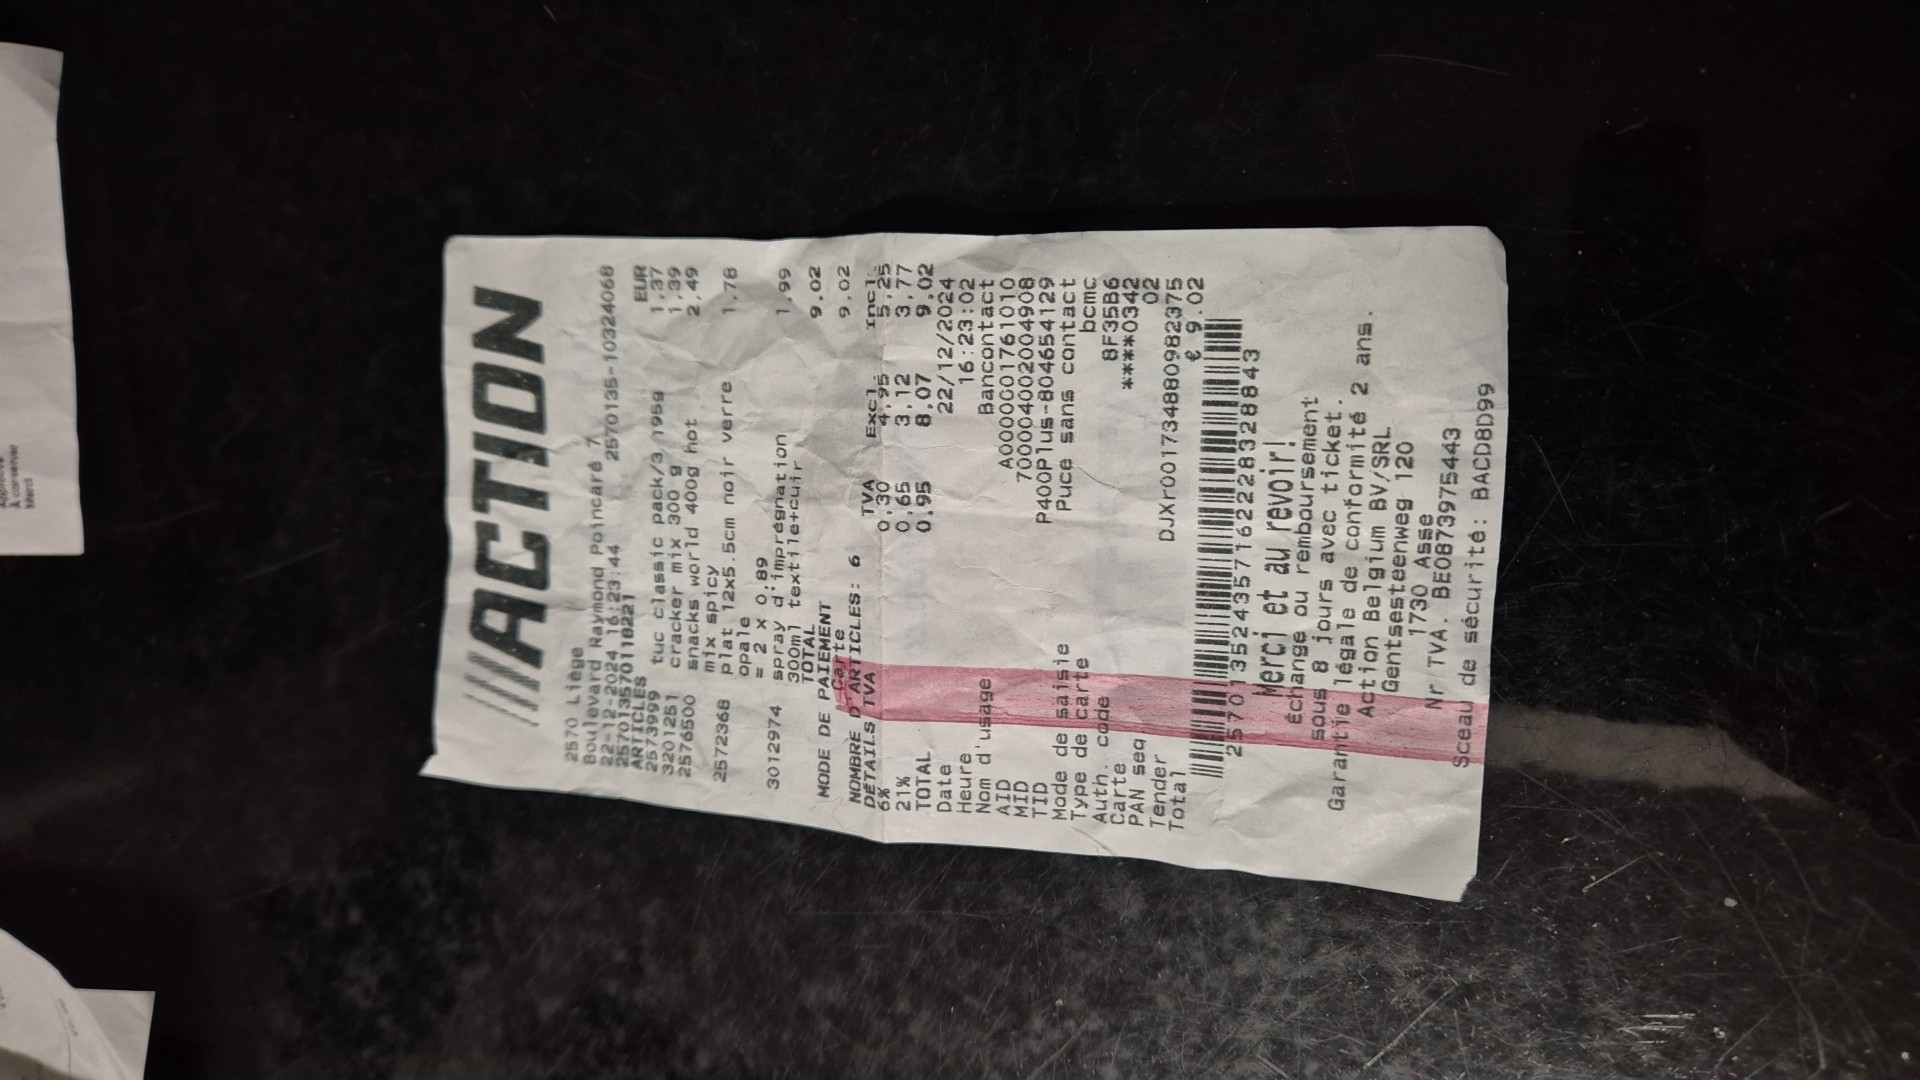 ///ACTION
2570 Liège
Boulevard Raymond Poincaré 7
22-12-2024 16:23:44 2570135-10324068
257013570118221
ARTICLES EUR
2573999 tuc classic pack/3 195g 1,37
3201251 cracker mix 300 g 1,39
2576500 snacks world 400g hot 2,49
mix spicy
2572368 plat 12x5.5cm noir verre 1,78
opale
= 2 x 0,89
3012974 spray d'imprégnation 1,99
300ml textile+cuir
TOTAL 9,02
MODE DE PAIEMENT
Carte 9,02
NOMBRE D'ARTICLES: 6
DÉTAILS TVA TVA Excl. Incl.
6% 0,30 4,95 5,25
21% 0,65 3,12 3,77
TOTAL 0,95 8,07 9,02
Date 22/12/2024
Heure 16:23:02
Nom d'usage Bancontact
AID A0000001761010
MID 700004002004908
TID P400Plus-804654129
Mode de saisie Puce sans contact
Type de carte bcmc
Auth. code 8F35B6
Carte ****0342
PAN seq 02
Tender DJXr001734880982375
Total € 9.02
2570135243571622832 8843
Merci et au revoir!
Échange ou remboursement
sous 8 jours avec ticket.
Garantie légale de conformité 2 ans.
Action Belgium BV/SRL
Gentsesteenweg 120
1730 Asse
Nr TVA. BE0873975443
Sceau de sécurité: BACD8D99
À conserver
Merci